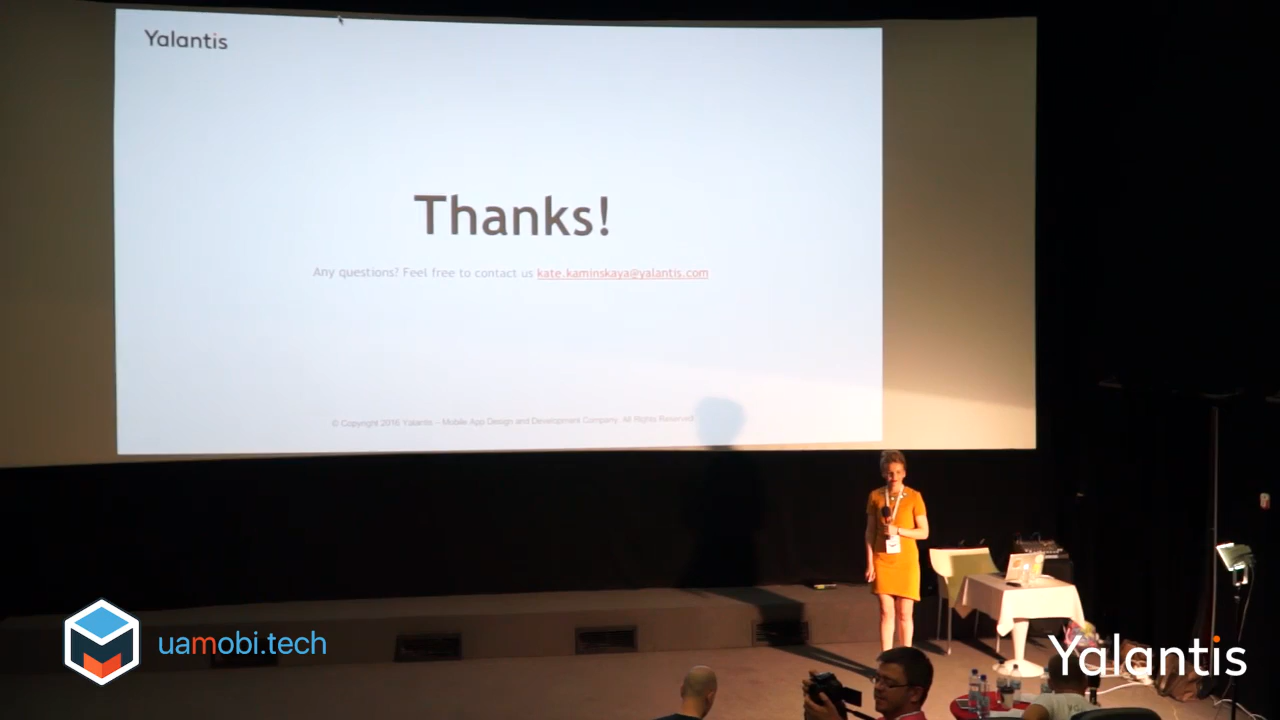 Yalantis
Thanks!
Any questions? Feel free to contact us kate.kaminskaya@yalantis.com
© Copyright 2016 Yalantis – Mobile App Design and Development Company. All Rights Reserved
uamobi.tech
Yalantis